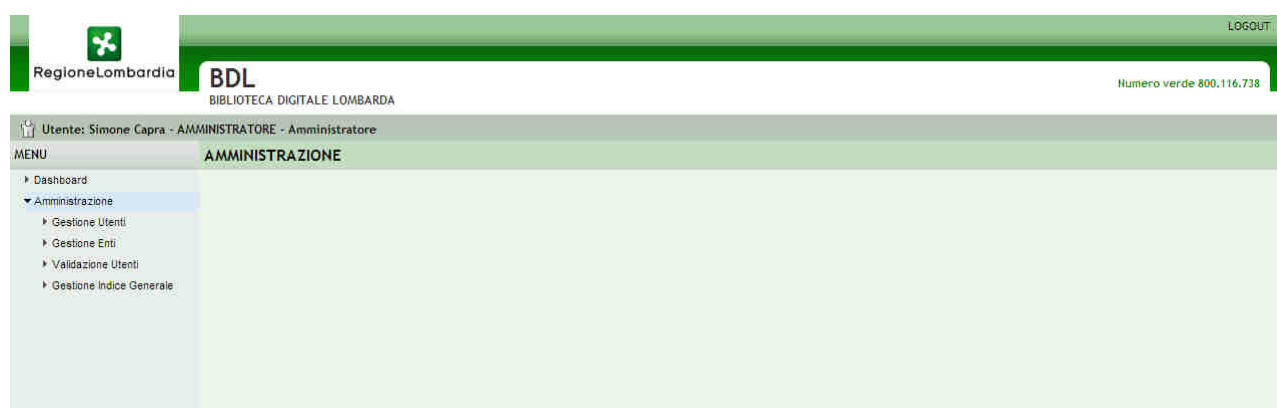 LOGOUT
RegioneLombardia
BDL
BIBLIOTECA DIGITALE LOMBARDA
Numero verde 800.116.738
Utente: Simone Capra - AMMINISTRATORE - Amministratore
MENU
AMMINISTRAZIONE
Dashboard
Amministrazione
Gestione Utenti
Gestione Enti
Validazione Utenti
Gestione Indice Generale